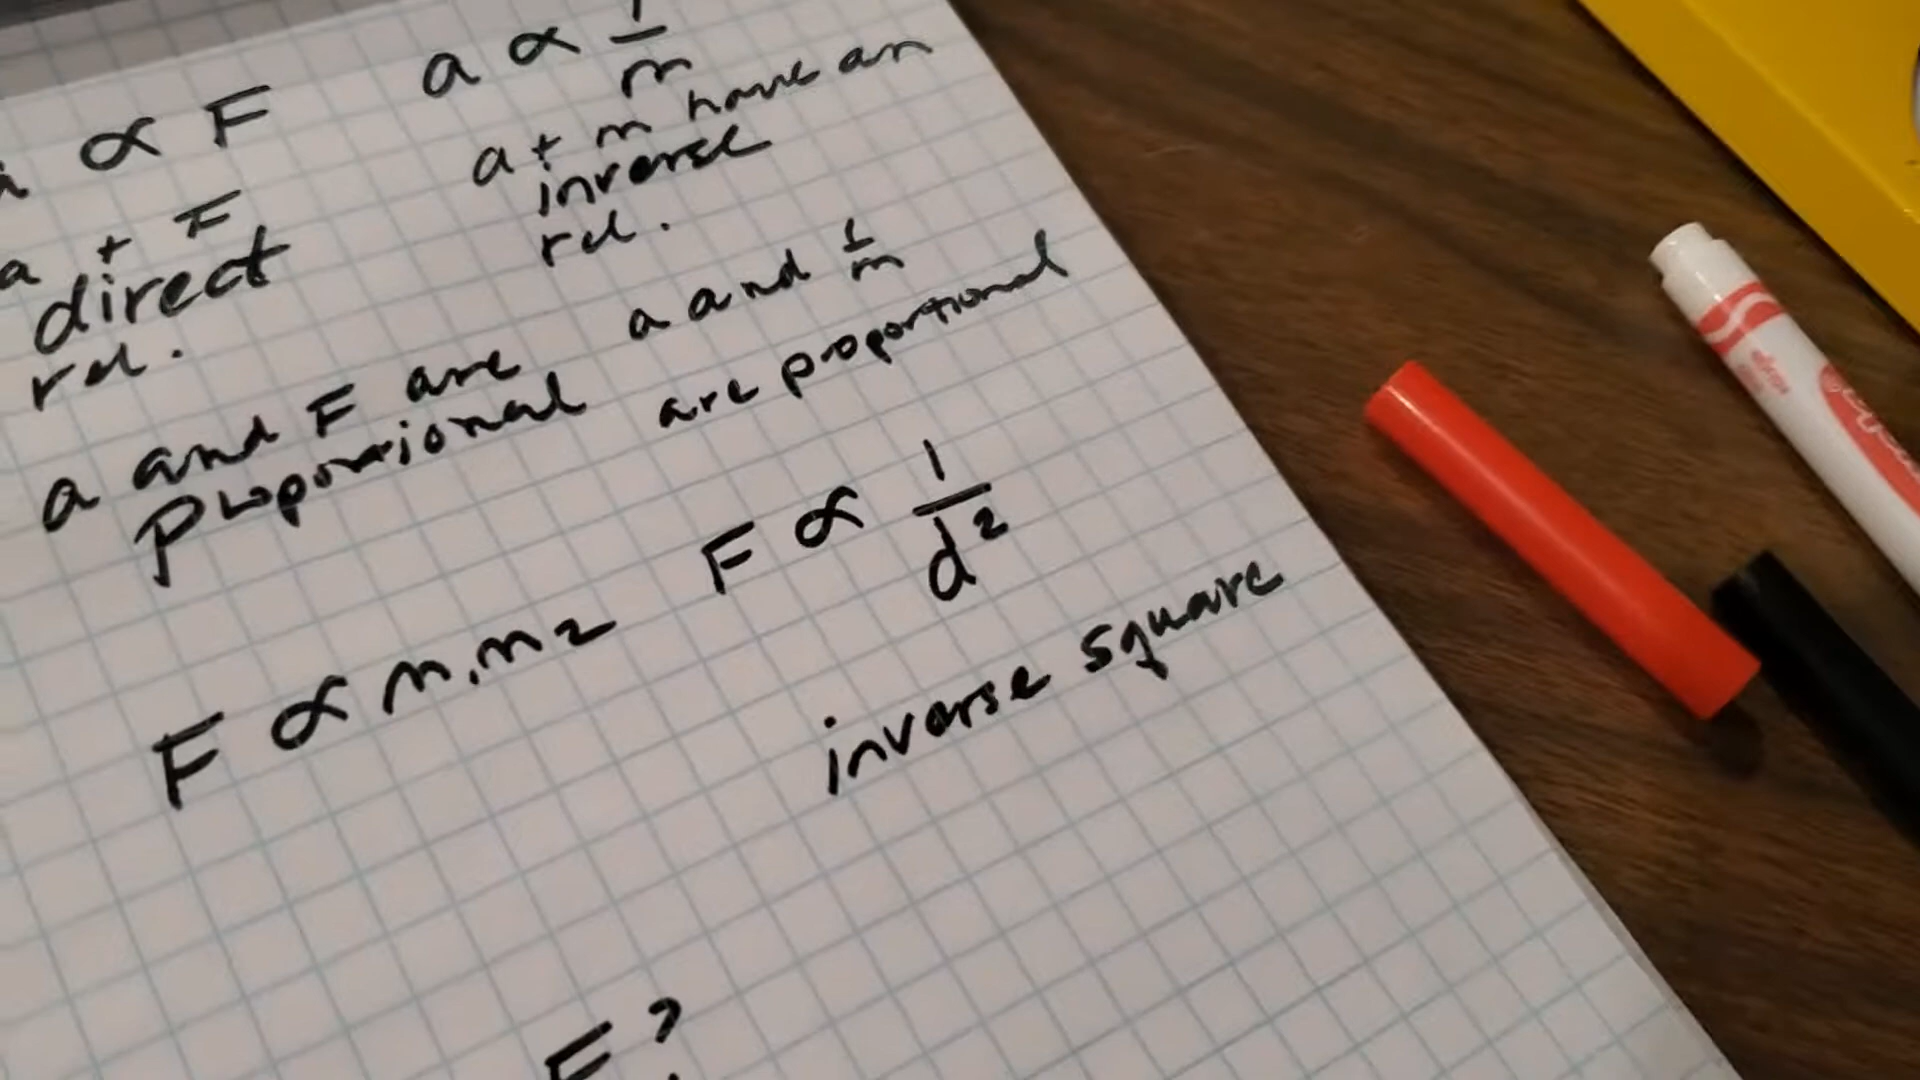 a ∝ F
a + F
direct
rel.
a ∝ 1/m
a + m have an
inverse
rel.
a and F are
proportional
a and 1/m
are proportional
F ∝ m1m2
F ∝ 1/d²
inverse square
F?